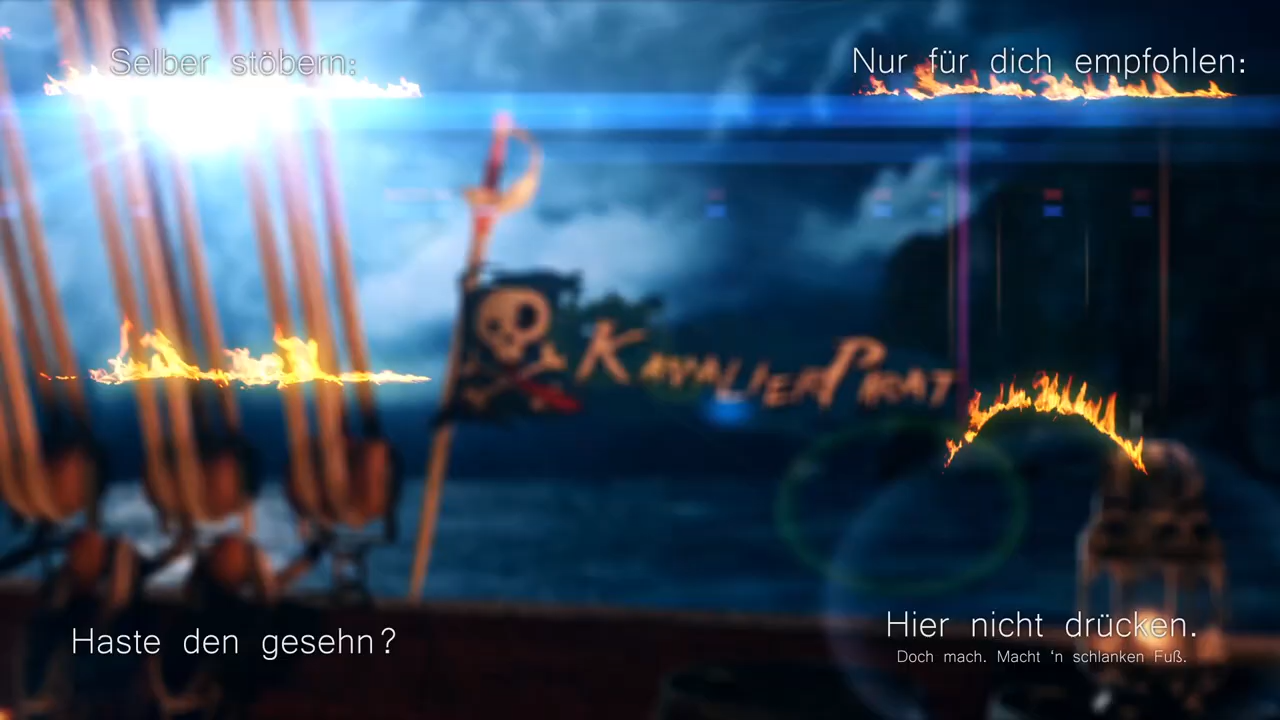 Selber stöbern:
Nur für dich empfohlen:
KavalierPirat
Haste den gesehn?
Hier nicht drücken.
Doch mach. Macht ‘n schlanken Fuß.